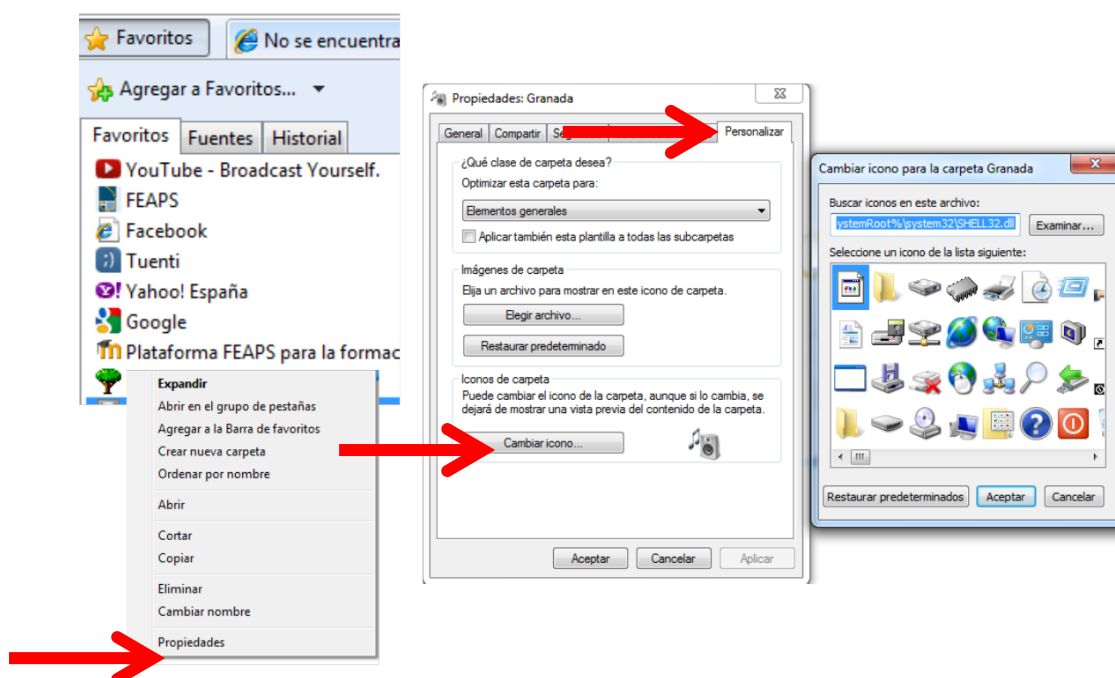 Favoritos
No se encuentra
Agregar a Favoritos...
Favoritos
Fuentes
Historial
YouTube - Broadcast Yourself.
FEAPS
Facebook
Tuenti
Yahoo! España
Google
Plataforma FEAPS para la formac
Expandir
Abrir en el grupo de pestañas
Agregar a la Barra de favoritos
Crear nueva carpeta
Ordenar por nombre
Abrir
Cortar
Copiar
Eliminar
Cambiar nombre
Propiedades
Propiedades: Granada
General
Compartir
Personalizar
¿Qué clase de carpeta desea?
Optimizar esta carpeta para:
Elementos generales
Aplicar también esta plantilla a todas las subcarpetas
Imágenes de carpeta
Elija un archivo para mostrar en este icono de carpeta.
Elegir archivo...
Restaurar predeterminado
Iconos de carpeta
Puede cambiar el icono de la carpeta, aunque si lo cambia, se
dejará de mostrar una vista previa del contenido de la carpeta.
Cambiar icono...
Aceptar
Cancelar
Aplicar
Cambiar icono para la carpeta Granada
Buscar iconos en este archivo:
ystemRoot%\system32\SHELL32.dll
Examinar...
Seleccione un icono de la lista siguiente:
Restaurar predeterminados
Aceptar
Cancelar